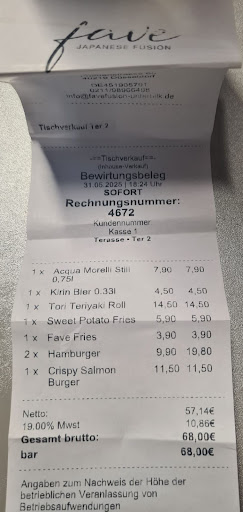 fave
JAPANESE FUSION
Tischverkauf Ter 2
==Tischverkauf==
Bewirtungsbeleg
31.05.2025 | 18:24 Uhr
SOFORT
Rechnungsnummer:
4672
Kundennummer
Kasse 1
Terasse • Ter 2
1 x Acqua Morelli Still 7,90 7,90
0,75l
1 x Kirin Bier 0.33l 4,50 4,50
1 x Tori Teriyaki Roll 14,50 14,50
1 x Sweet Potato Fries 5,90 5,90
1 x Fave Fries 3,90 3,90
2 x Hamburger 9,90 19,80
1 x Crispy Salmon 11,50 11,50
Burger
Netto: 57,14€
19.00% Mwst 10,86€
Gesamt brutto: 68,00€
bar 68,00€
Angaben zum Nachweis der Höhe der
betrieblichen Veranlassung von
Betriebsaufwendungen